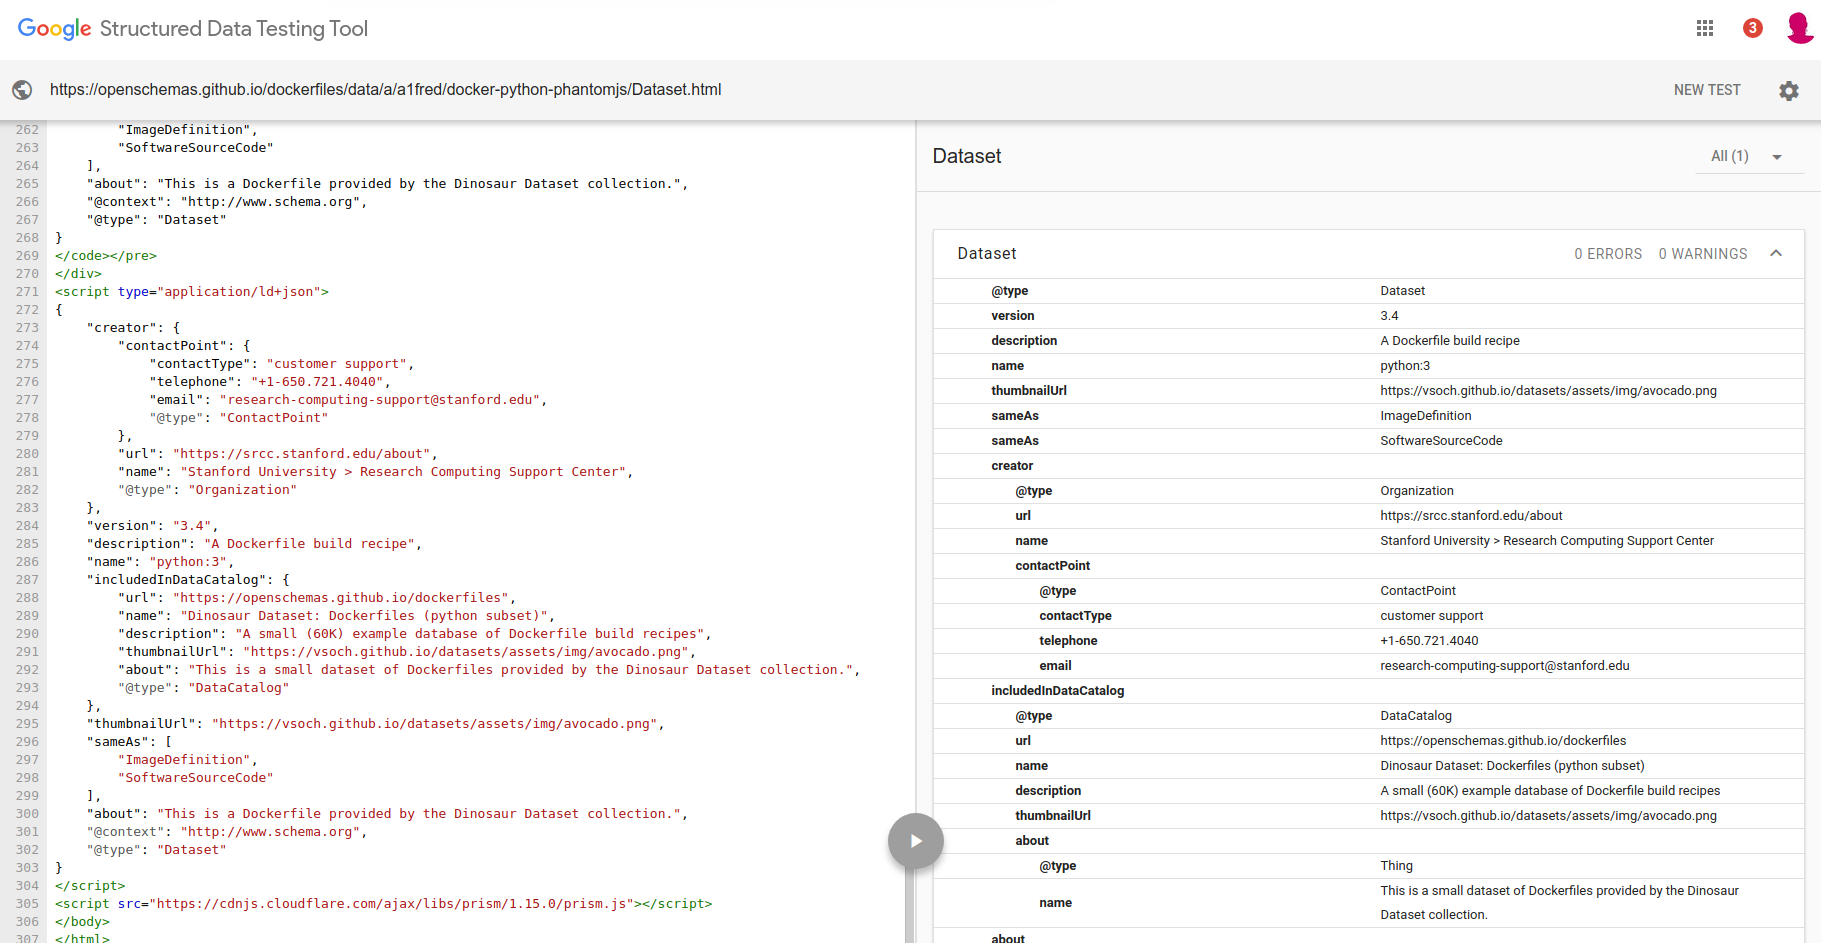 Google Structured Data Testing Tool
3
https://openschemas.github.io/dockerfiles/data/a/a1fred/docker-python-phantomjs/Dataset.html
NEW TEST
262 "ImageDefinition",
263 "SoftwareSourceCode"
264 ],
265 "about": "This is a Dockerfile provided by the Dinosaur Dataset collection.",
266 "@context": "http://www.schema.org",
267 "@type": "Dataset"
268 }
269 </code></pre>
270 </div>
271 <script type="application/ld+json">
272 {
273 "creator": {
274 "contactPoint": {
275 "contactType": "customer support",
276 "telephone": "+1-650.721.4040",
277 "email": "research-computing-support@stanford.edu",
278 "@type": "ContactPoint"
279 },
280 "url": "https://srcc.stanford.edu/about",
281 "name": "Stanford University > Research Computing Support Center",
282 "@type": "Organization"
283 },
284 "version": "3.4",
285 "description": "A Dockerfile build recipe",
286 "name": "python:3",
287 "includedInDataCatalog": {
288 "url": "https://openschemas.github.io/dockerfiles",
289 "name": "Dinosaur Dataset: Dockerfiles (python subset)",
290 "description": "A small (60K) example database of Dockerfile build recipes",
291 "thumbnailUrl": "https://vsoch.github.io/datasets/assets/img/avocado.png",
292 "about": "This is a small dataset of Dockerfiles provided by the Dinosaur Dataset collection.",
293 "@type": "DataCatalog"
294 },
295 "thumbnailUrl": "https://vsoch.github.io/datasets/assets/img/avocado.png",
296 "sameAs": [
297 "ImageDefinition",
298 "SoftwareSourceCode"
299 ],
300 "about": "This is a Dockerfile provided by the Dinosaur Dataset collection.",
301 "@context": "http://www.schema.org",
302 "@type": "Dataset"
303 }
304 </script>
305 <script src="https://cdnjs.cloudflare.com/ajax/libs/prism/1.15.0/prism.js"></script>
306 </body>
307 </html>
Dataset
All (1)
Dataset 0 ERRORS 0 WARNINGS
@type Dataset
version 3.4
description A Dockerfile build recipe
name python:3
thumbnailUrl https://vsoch.github.io/datasets/assets/img/avocado.png
sameAs ImageDefinition
sameAs SoftwareSourceCode
creator
@type Organization
url https://srcc.stanford.edu/about
name Stanford University > Research Computing Support Center
contactPoint
@type ContactPoint
contactType customer support
telephone +1-650.721.4040
email research-computing-support@stanford.edu
includedInDataCatalog
@type DataCatalog
url https://openschemas.github.io/dockerfiles
name Dinosaur Dataset: Dockerfiles (python subset)
description A small (60K) example database of Dockerfile build recipes
thumbnailUrl https://vsoch.github.io/datasets/assets/img/avocado.png
about
@type Thing
name This is a small dataset of Dockerfiles provided by the Dinosaur
Dataset collection.
about